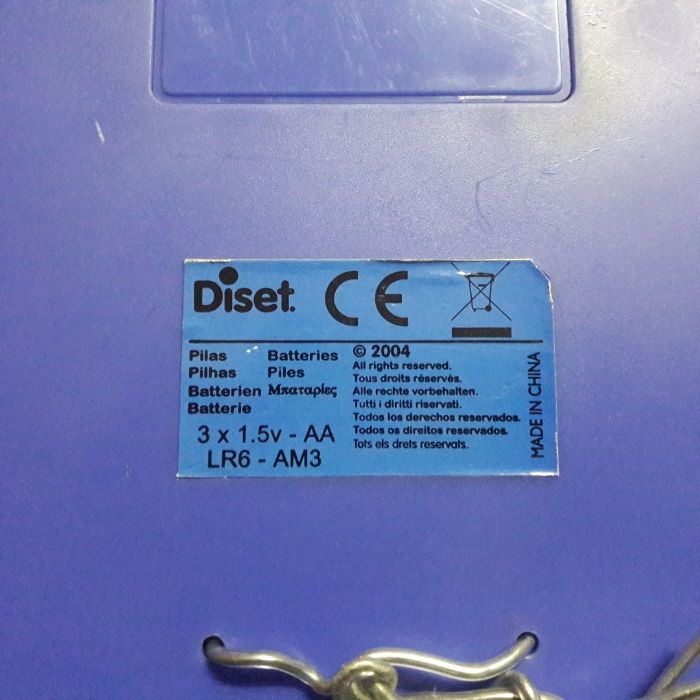 Diset.
CE
Pilas Batteries
Pilhas Piles
Batterien Μπαταρίες
Batterie
3 x 1.5v - AA
LR6 - AM3
© 2004
All rights reserved.
Tous droits réservés.
Alle rechte vorbehalten.
Tutti i diritti riservati.
Todos los derechos reservados.
Todos os direitos reservados.
Tots els drets reservats.
MADE IN CHINA